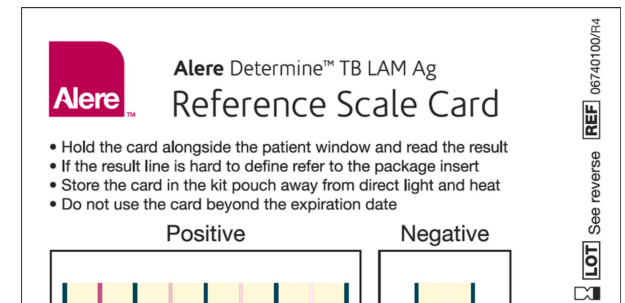 Alere™
Alere Determine™ TB LAM Ag
Reference Scale Card
• Hold the card alongside the patient window and read the result
• If the result line is hard to define refer to the package insert
• Store the card in the kit pouch away from direct light and heat
• Do not use the card beyond the expiration date
Positive
Negative
REF 06740100/R4
LOT See reverse